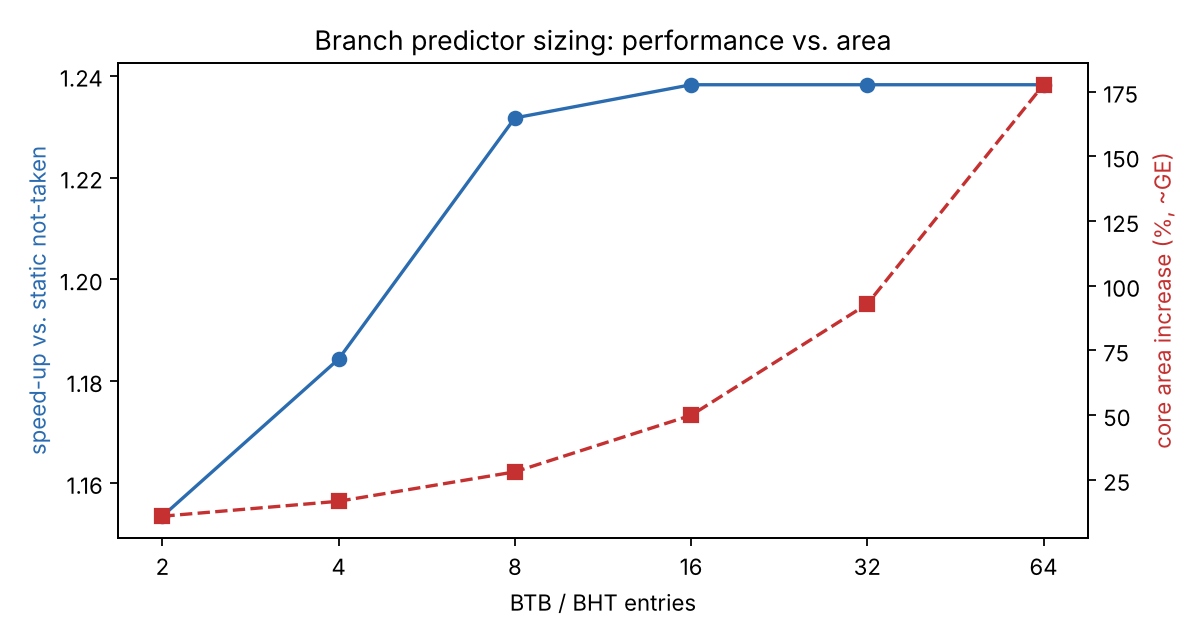 Branch predictor sizing: performance vs. area
speed-up vs. static not-taken
1.24
1.22
1.20
1.18
1.16
175
150
125
100
75
50
25
core area increase (%, ~GE)
2 4 8 16 32 64
BTB / BHT entries